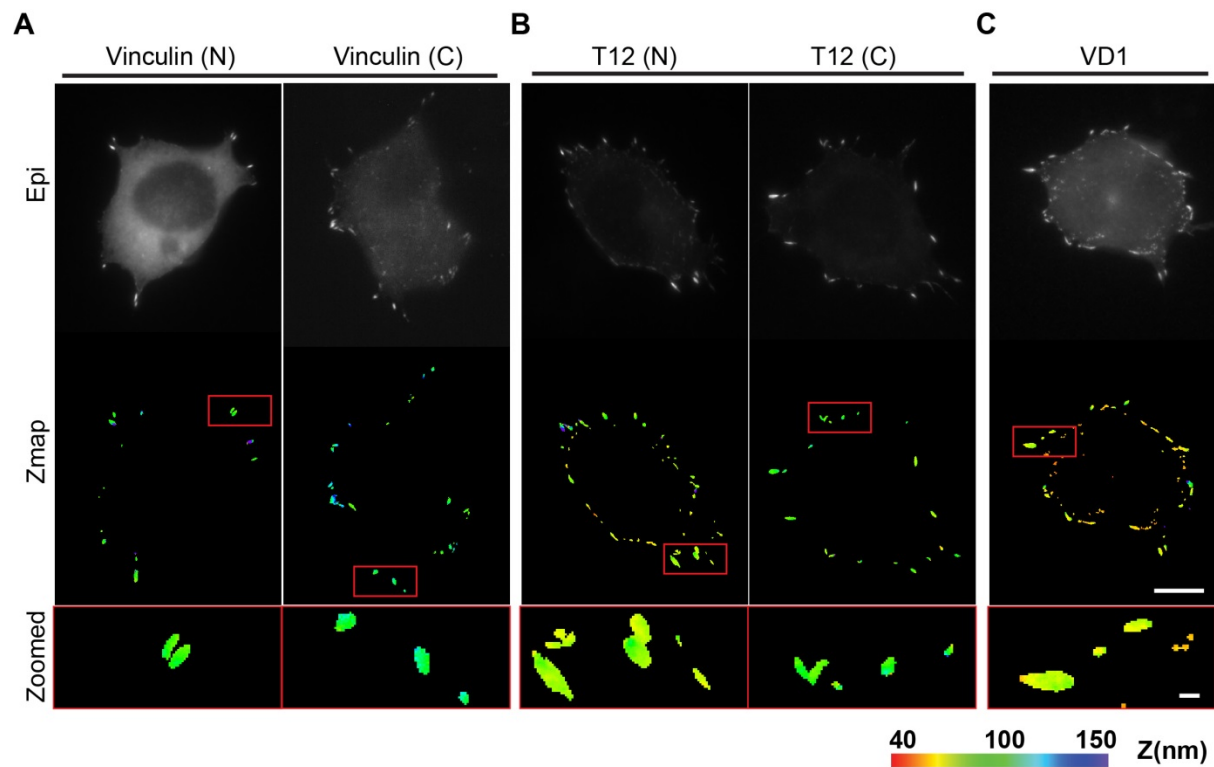 A
B
C
Vinculin (N)
Vinculin (C)
T12 (N)
T12 (C)
VD1
Epi
Zmap
Zoomed
40
100
150
Z(nm)